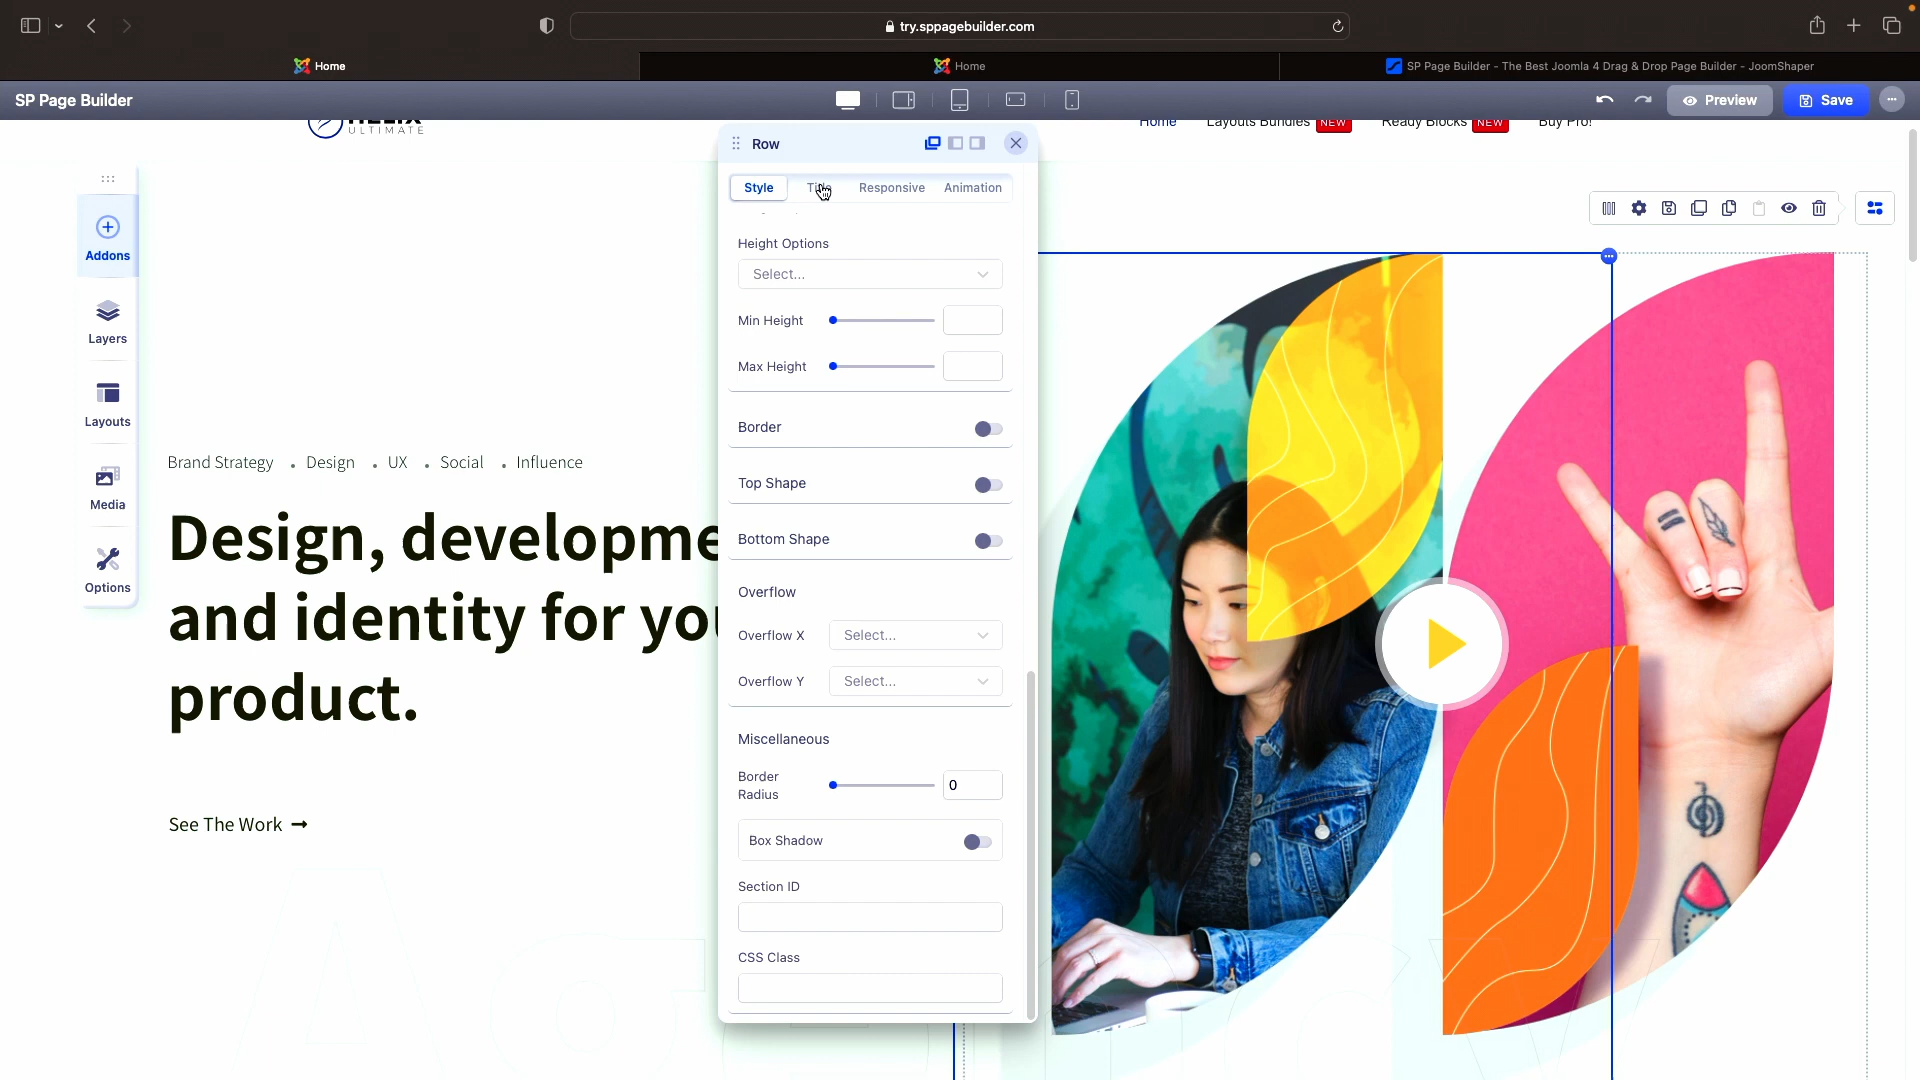 try.sppagebuilder.com
Home
Home
SP Page Builder - The Best Joomla 4 Drag & Drop Page Builder - JoomShaper
SP Page Builder
Preview
Save
HELIX
ULTIMATE
Home
Layouts Bundles NEW
Ready Blocks NEW
Buy Pro!
Row
Style
Title
Responsive
Animation
Addons
Layers
Layouts
Media
Options
Height Options
Select...
Min Height
Max Height
Border
Top Shape
Bottom Shape
Overflow
Overflow X
Select...
Overflow Y
Select...
Miscellaneous
Border
Radius
0
Box Shadow
Section ID
CSS Class
Brand Strategy . Design . UX . Social . Influence
Design, developme
and identity for you
product.
See The Work →